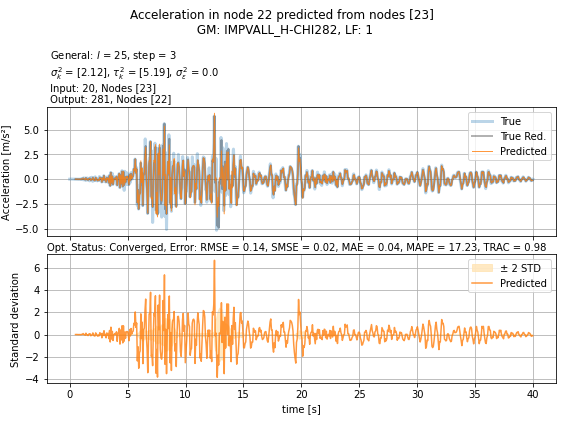 Acceleration in node 22 predicted from nodes [23]
GM: IMPVALL_H-CHI282, LF: 1
General: l = 25, step = 3
σ²ₖ = [2.12], τ²ₖ = [5.19], σ²ε = 0.0
Input: 20, Nodes [23]
Output: 281, Nodes [22]
Acceleration [m/s²]
5.0
2.5
0.0
−2.5
−5.0
True
True Red.
Predicted
Opt. Status: Converged, Error: RMSE = 0.14, SMSE = 0.02, MAE = 0.04, MAPE = 17.23, TRAC = 0.98
Standard deviation
6
4
2
0
−2
−4
± 2 STD
Predicted
0 5 10 15 20 25 30 35 40
time [s]